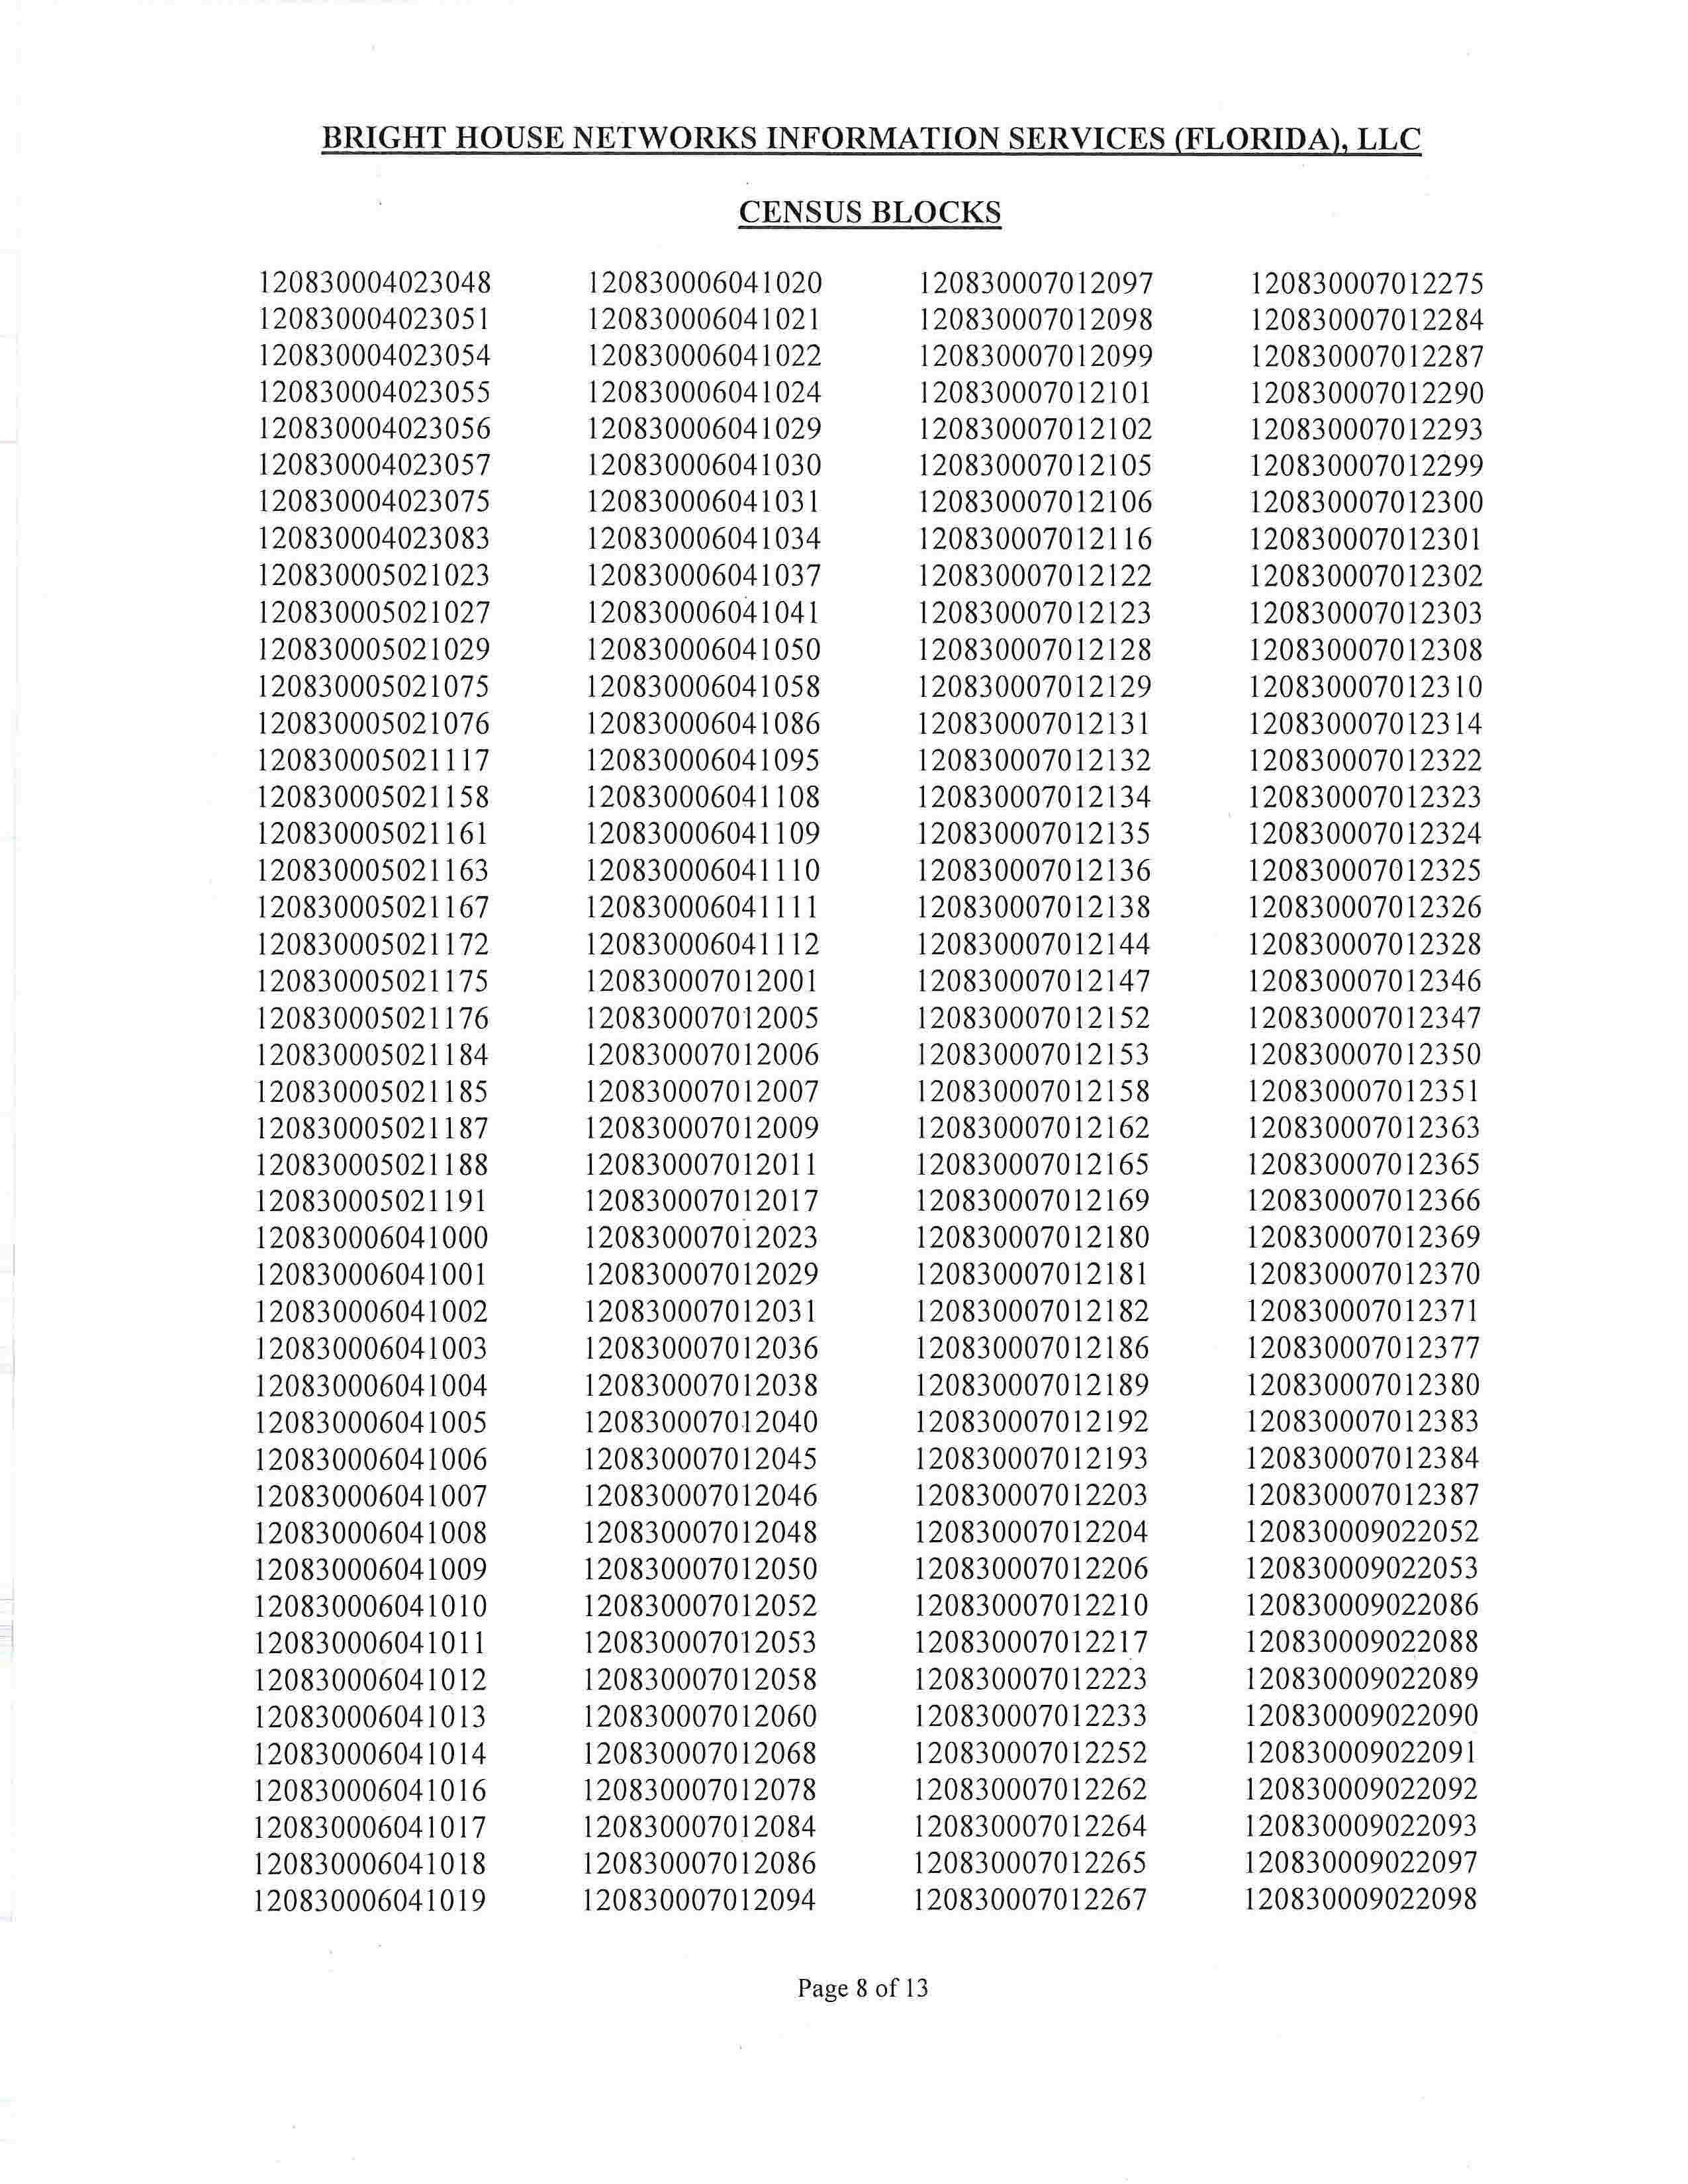 BRIGHT HOUSE NETWORKS INFORMATION SERVICES (FLORIDA), LLC
CENSUS BLOCKS
120830004023048 120830006041020 120830007012097 120830007012275
120830004023051 120830006041021 120830007012098 120830007012284
120830004023054 120830006041022 120830007012099 120830007012287
120830004023055 120830006041024 120830007012101 120830007012290
120830004023056 120830006041029 120830007012102 120830007012293
120830004023057 120830006041030 120830007012105 120830007012299
120830004023075 120830006041031 120830007012106 120830007012300
120830004023083 120830006041034 120830007012116 120830007012301
120830005021023 120830006041037 120830007012122 120830007012302
120830005021027 120830006041041 120830007012123 120830007012303
120830005021029 120830006041050 120830007012128 120830007012308
120830005021075 120830006041058 120830007012129 120830007012310
120830005021076 120830006041086 120830007012131 120830007012314
120830005021117 120830006041095 120830007012132 120830007012322
120830005021158 120830006041108 120830007012134 120830007012323
120830005021161 120830006041109 120830007012135 120830007012324
120830005021163 120830006041110 120830007012136 120830007012325
120830005021167 120830006041111 120830007012138 120830007012326
120830005021172 120830006041112 120830007012144 120830007012328
120830005021175 120830007012001 120830007012147 120830007012346
120830005021176 120830007012005 120830007012152 120830007012347
120830005021184 120830007012006 120830007012153 120830007012350
120830005021185 120830007012007 120830007012158 120830007012351
120830005021187 120830007012009 120830007012162 120830007012363
120830005021188 120830007012011 120830007012165 120830007012365
120830005021191 120830007012017 120830007012169 120830007012366
120830006041000 120830007012023 120830007012180 120830007012369
120830006041001 120830007012029 120830007012181 120830007012370
120830006041002 120830007012031 120830007012182 120830007012371
120830006041003 120830007012036 120830007012186 120830007012377
120830006041004 120830007012038 120830007012189 120830007012380
120830006041005 120830007012040 120830007012192 120830007012383
120830006041006 120830007012045 120830007012193 120830007012384
120830006041007 120830007012046 120830007012203 120830007012387
120830006041008 120830007012048 120830007012204 120830009022052
120830006041009 120830007012050 120830007012206 120830009022053
120830006041010 120830007012052 120830007012210 120830009022086
120830006041011 120830007012053 120830007012217 120830009022088
120830006041012 120830007012058 120830007012223 120830009022089
120830006041013 120830007012060 120830007012233 120830009022090
120830006041014 120830007012068 120830007012252 120830009022091
120830006041016 120830007012078 120830007012262 120830009022092
120830006041017 120830007012084 120830007012264 120830009022093
120830006041018 120830007012086 120830007012265 120830009022097
120830006041019 120830007012094 120830007012267 120830009022098
Page 8 of 13